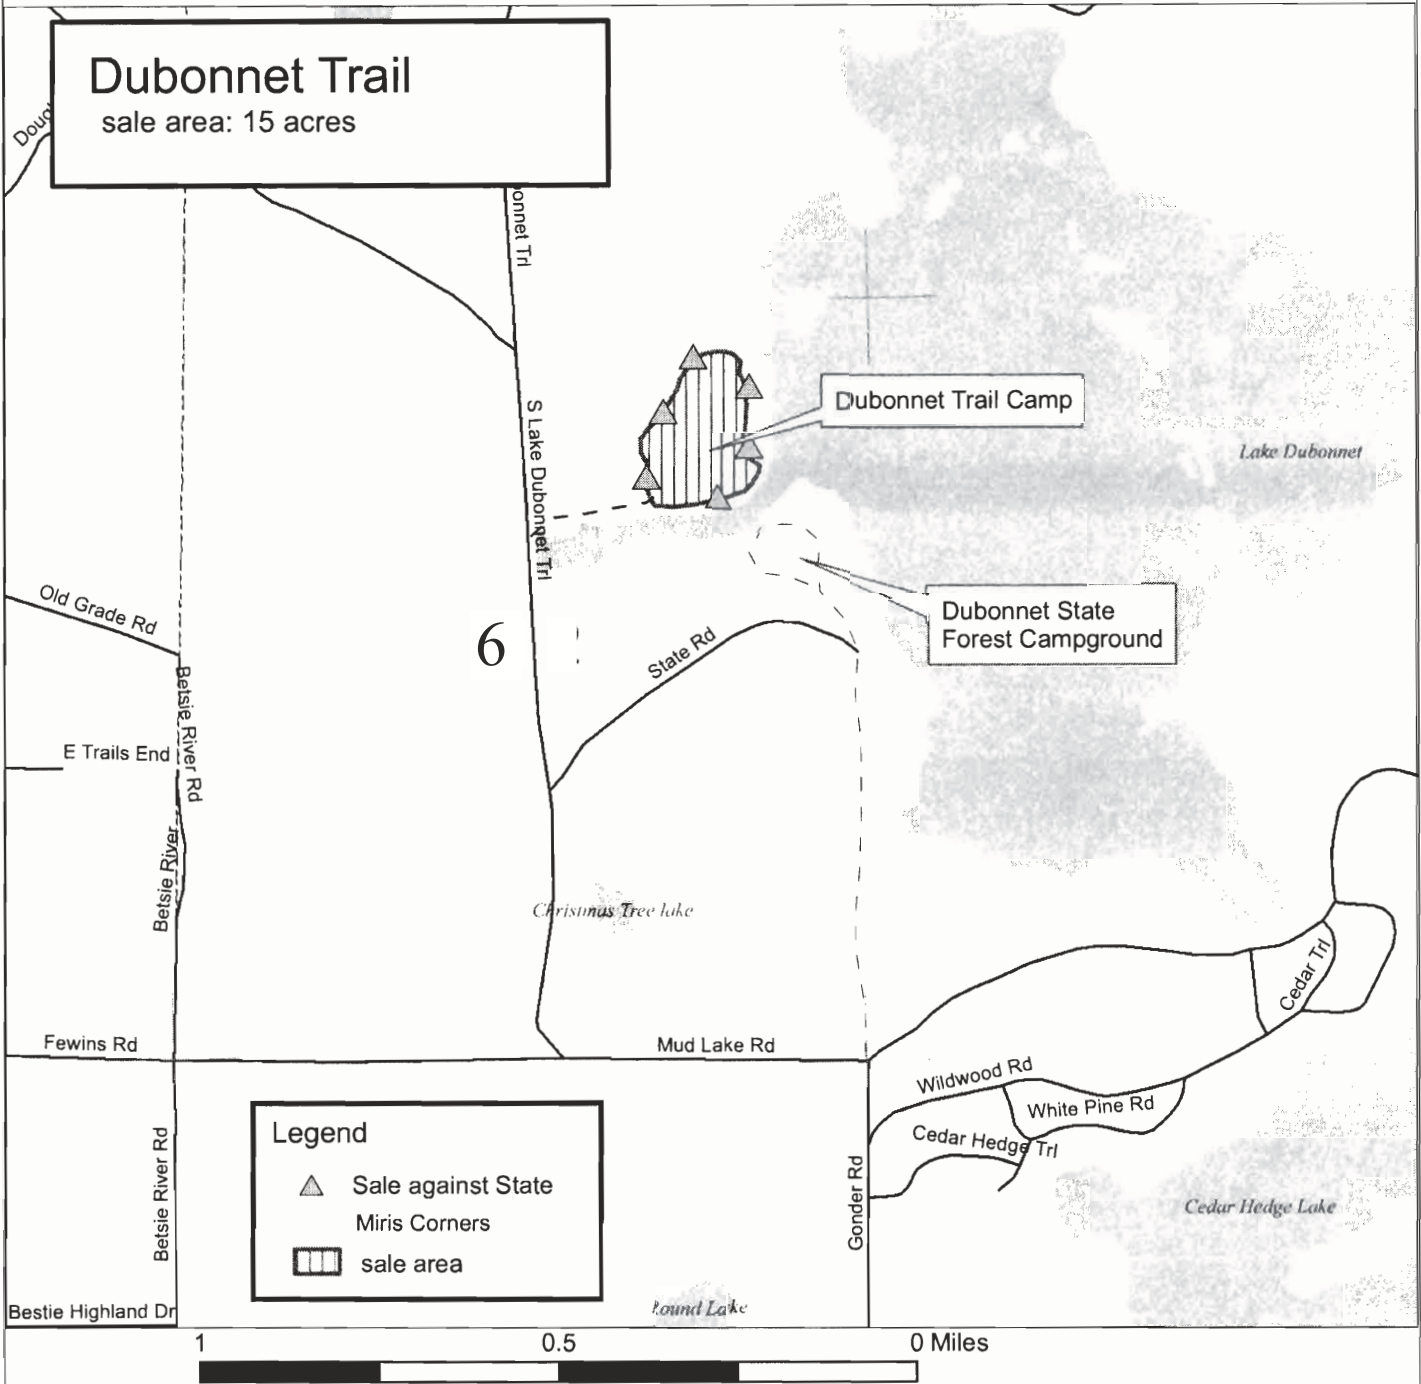 Dubonnet Trail
sale area: 15 acres
onnet Trl
S Lake Dubonnet Trl
Dubonnet Trail Camp
Lake Dubonnet
Old Grade Rd
Dubonnet State
Forest Campground
6
State Rd
Betsie River Rd
E Trails End
Betsie River
Christmas Tree lake
Cedar Trl
Fewins Rd
Mud Lake Rd
Wildwood Rd
White Pine Rd
Cedar Hedge Trl
Legend
Sale against State
Miris Corners
sale area
Betsie River Rd
Gonder Rd
Cedar Hedge Lake
Round Lake
Bestie Highland Dr
1 0.5 0 Miles